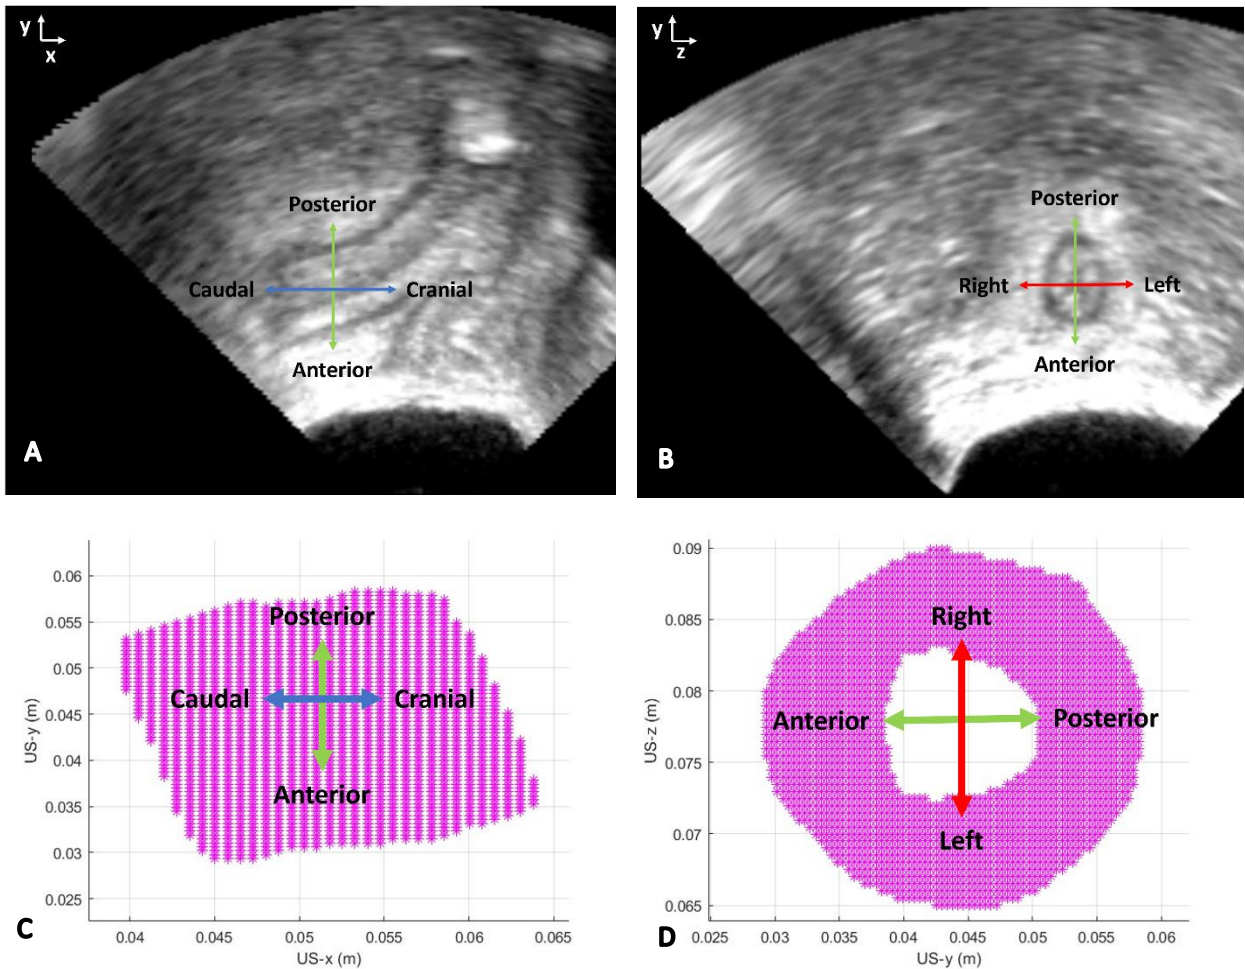 y
x
Posterior
Caudal
Cranial
Anterior
A
y
z
Posterior
Right
Left
Anterior
B
0.06
0.055
0.05
0.045
0.04
0.035
0.03
0.025
US-y (m)
Posterior
Caudal
Cranial
Anterior
C
0.04
0.045
0.05
0.055
0.06
0.065
US-x (m)
0.09
0.085
0.08
0.075
0.07
0.065
US-z (m)
Right
Anterior
Posterior
Left
D
0.025
0.03
0.035
0.04
0.045
0.05
0.055
0.06
US-y (m)